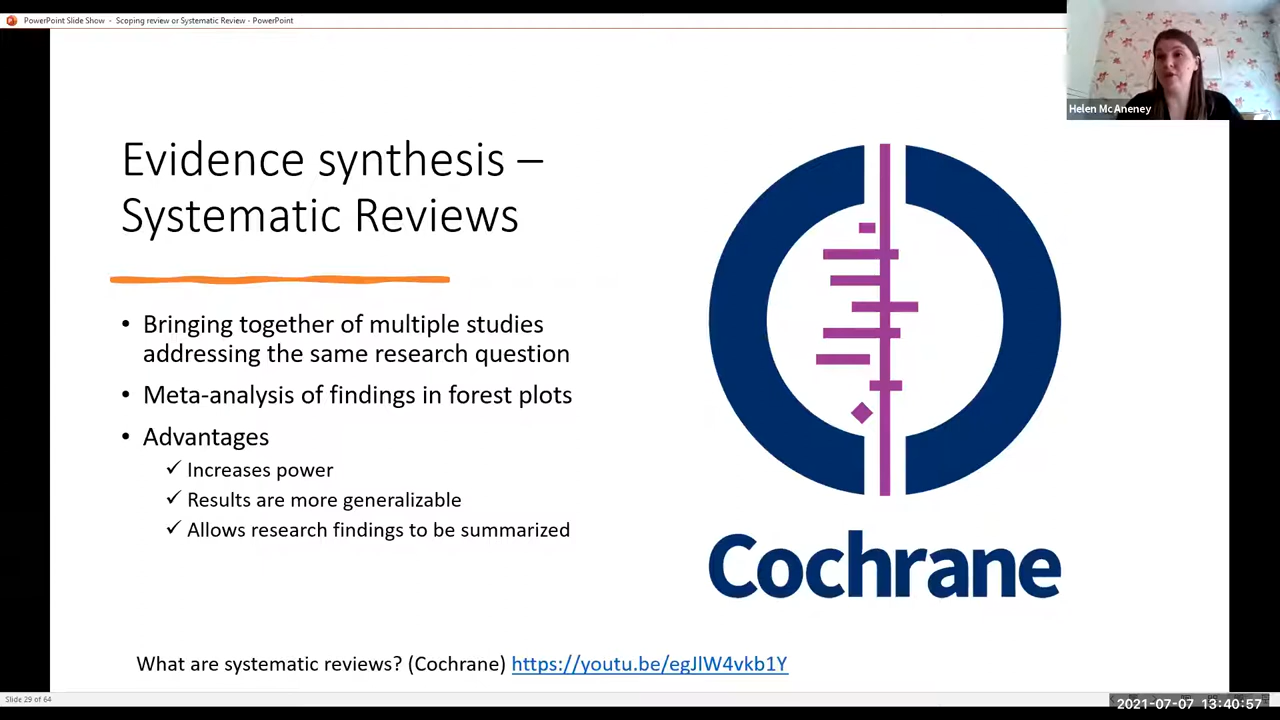 PowerPoint Slide Show - Scoping review or Systematic Review - PowerPoint
Helen McAneney
Evidence synthesis –
Systematic Reviews
• Bringing together of multiple studies
addressing the same research question
• Meta-analysis of findings in forest plots
• Advantages
✓ Increases power
✓ Results are more generalizable
✓ Allows research findings to be summarized
Cochrane
What are systematic reviews? (Cochrane) https://youtu.be/egJlW4vkb1Y
Slide 29 of 64
2021-07-07 13:40:57